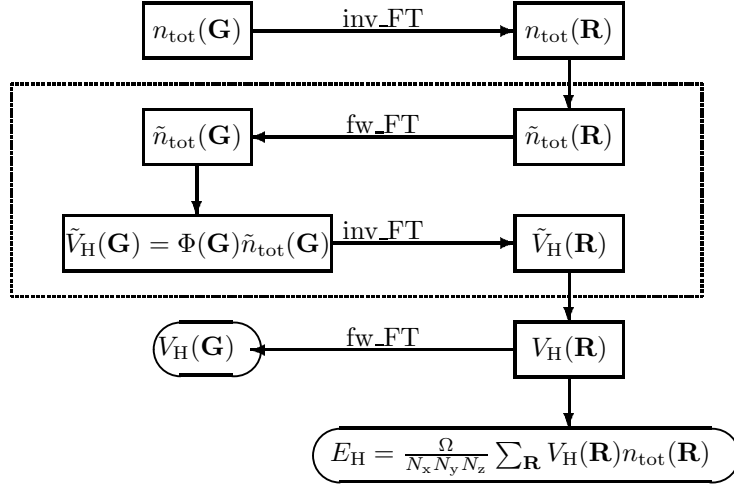 n_tot(G) inv_FT n_tot(R)
ñ_tot(G) fw_FT ñ_tot(R)
Ṽ_H(G) = Φ(G)ñ_tot(G) inv_FT Ṽ_H(R)
V_H(G) fw_FT V_H(R)
E_H = Ω/(N_x N_y N_z) ∑_R V_H(R)n_tot(R)